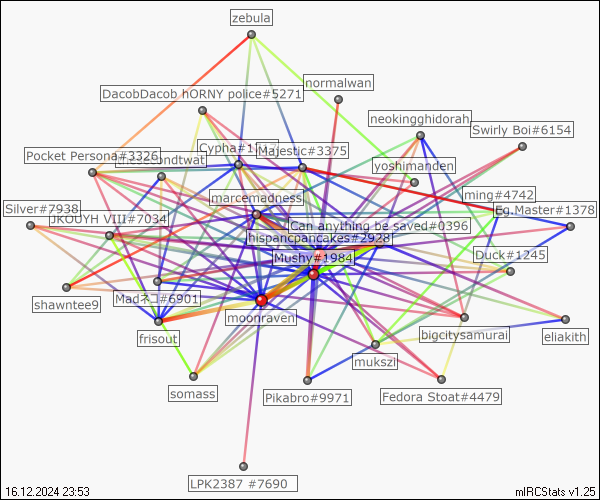 zebula
normalwan
DacobDacob hORNY police#5271
neokingghidorah
Swirly Boi#6154
Majestic#3375
Pocket Persona#3326
yoshimanden
ming#4742
marcemadness
Silver#7938
JKOUYH VIII#7034
Eg.Master#1378
Can anything be saved#0396
hispancpancakes#2928
Mushy#1984
Duck#1245
shawntee9
Madネコ#6901
moonraven
frisout
bigcitysamurai
eliakith
mukszi
somass
Pikabro#9971
Fedora Stoat#4479
LPK2387 #7690
16.12.2024 23:53
mIRCStats v1.25